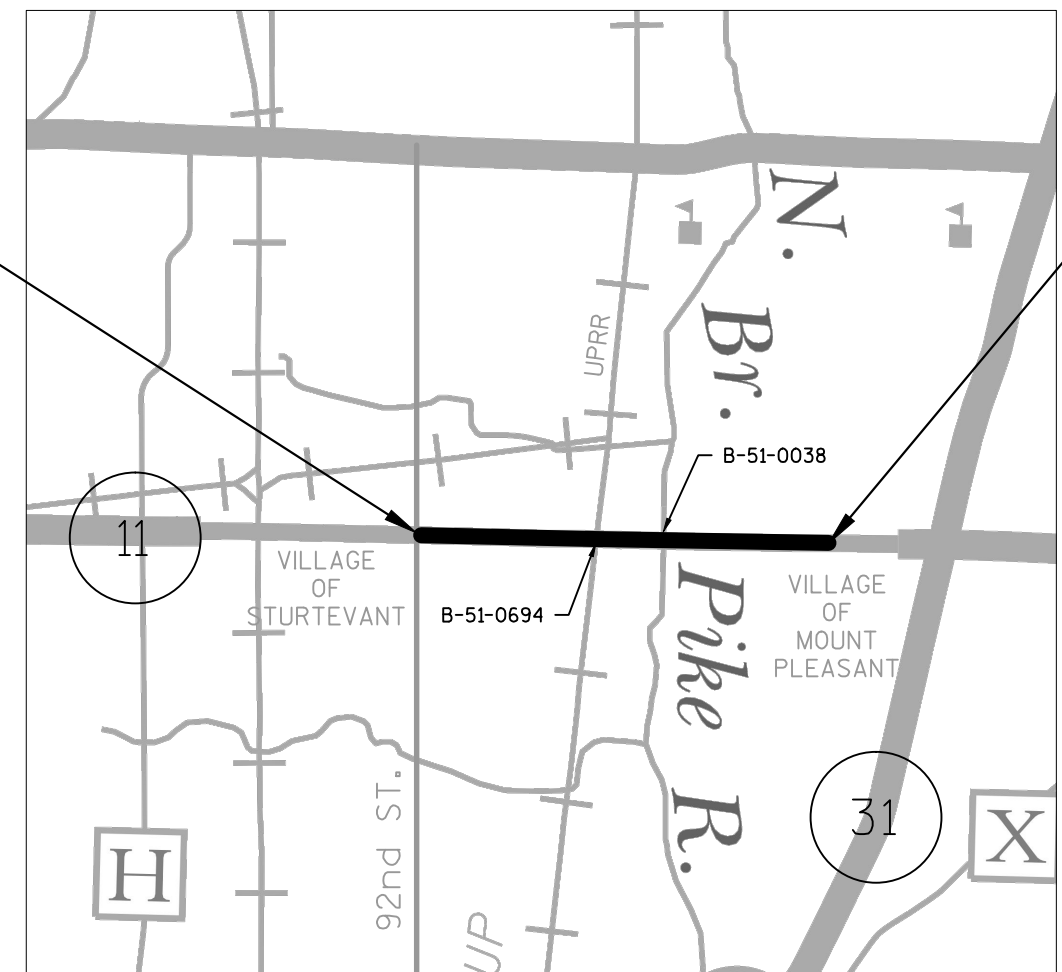 N. Br. Pike R.
UPRR
B-51-0038
11
VILLAGE
OF
STURTEVANT
B-51-0694
VILLAGE
OF
MOUNT
PLEASANT
31
X
H
92nd ST.
UP